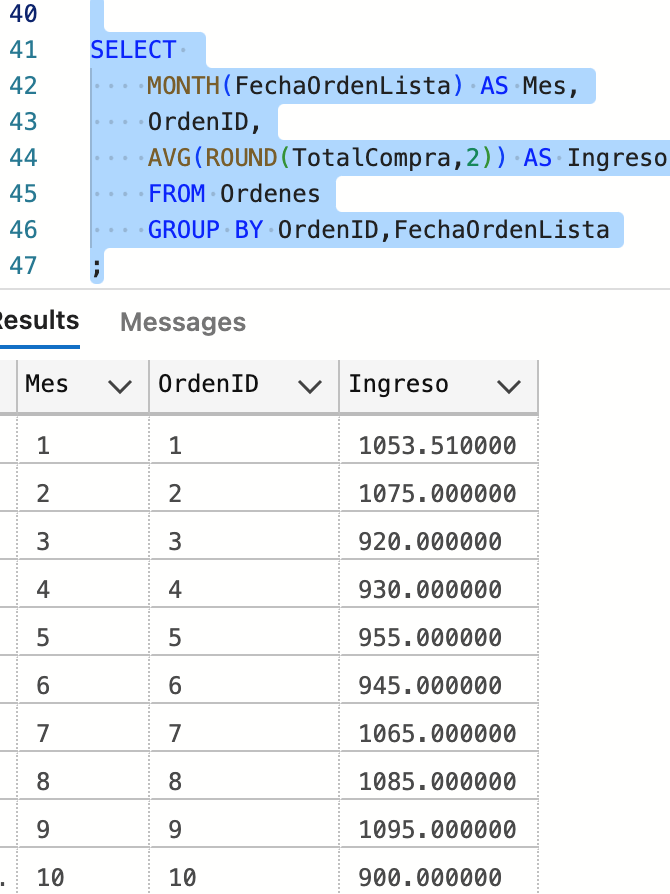 40
41 SELECT
42 MONTH(FechaOrdenLista) AS Mes,
43 OrdenID,
44 AVG(ROUND(TotalCompra,2)) AS Ingreso
45 FROM Ordenes
46 GROUP BY OrdenID,FechaOrdenLista
47 ;
Results Messages
Mes OrdenID Ingreso
1 1 1053.510000
2 2 1075.000000
3 3 920.000000
4 4 930.000000
5 5 955.000000
6 6 945.000000
7 7 1065.000000
8 8 1085.000000
9 9 1095.000000
10 10 900.000000